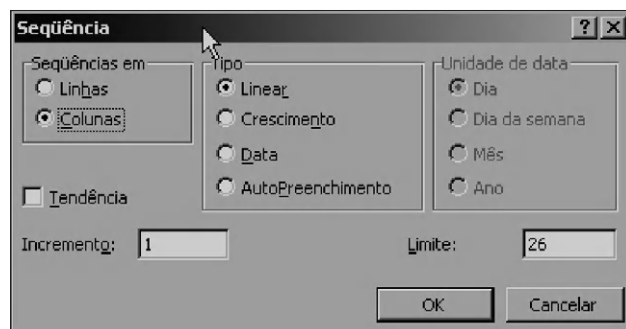 Seqüência
Seqüências em
Linhas
Colunas
Tendência
Tipo
Linear
Crescimento
Data
AutoPreenchimento
Unidade de data
Dia
Dia da semana
Mês
Ano
Incremento: 1
Limite: 26
OK Cancelar